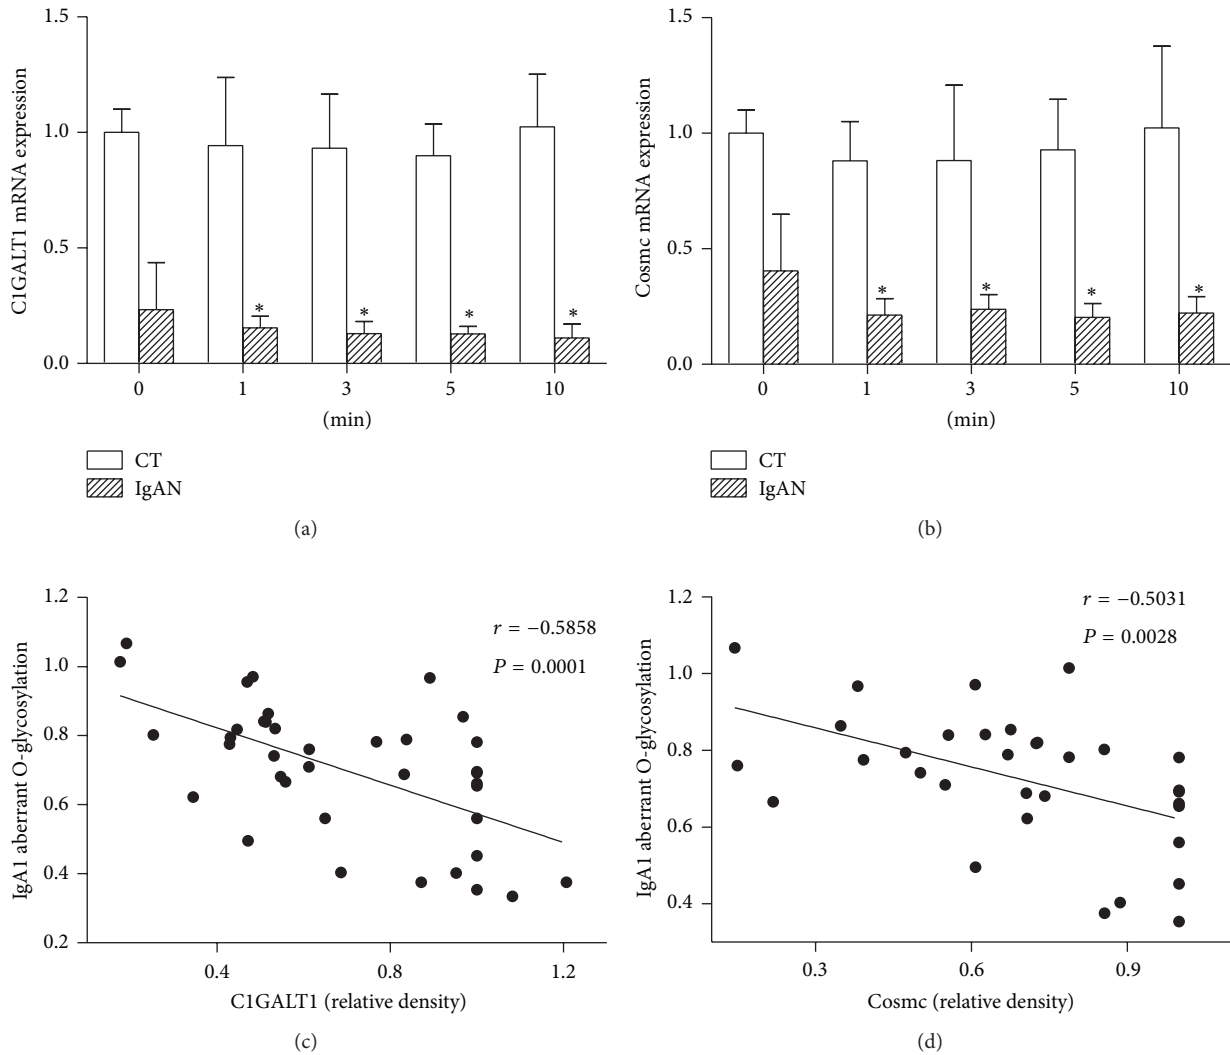 1.5
1.0
0.5
0.0
C1GALT1 mRNA expression
* * * *
0 1 3 5 10
(min)
CT
IgAN
(a)
1.5
1.0
0.5
0.0
Cosmc mRNA expression
* * * *
0 1 3 5 10
(min)
CT
IgAN
(b)
1.2
1.0
0.8
0.6
0.4
0.2
IgA1 aberrant O-glycosylation
r = −0.5858
P = 0.0001
0.4 0.8 1.2
C1GALT1 (relative density)
(c)
1.2
1.0
0.8
0.6
0.4
IgA1 aberrant O-glycosylation
r = −0.5031
P = 0.0028
0.3 0.6 0.9
Cosmc (relative density)
(d)